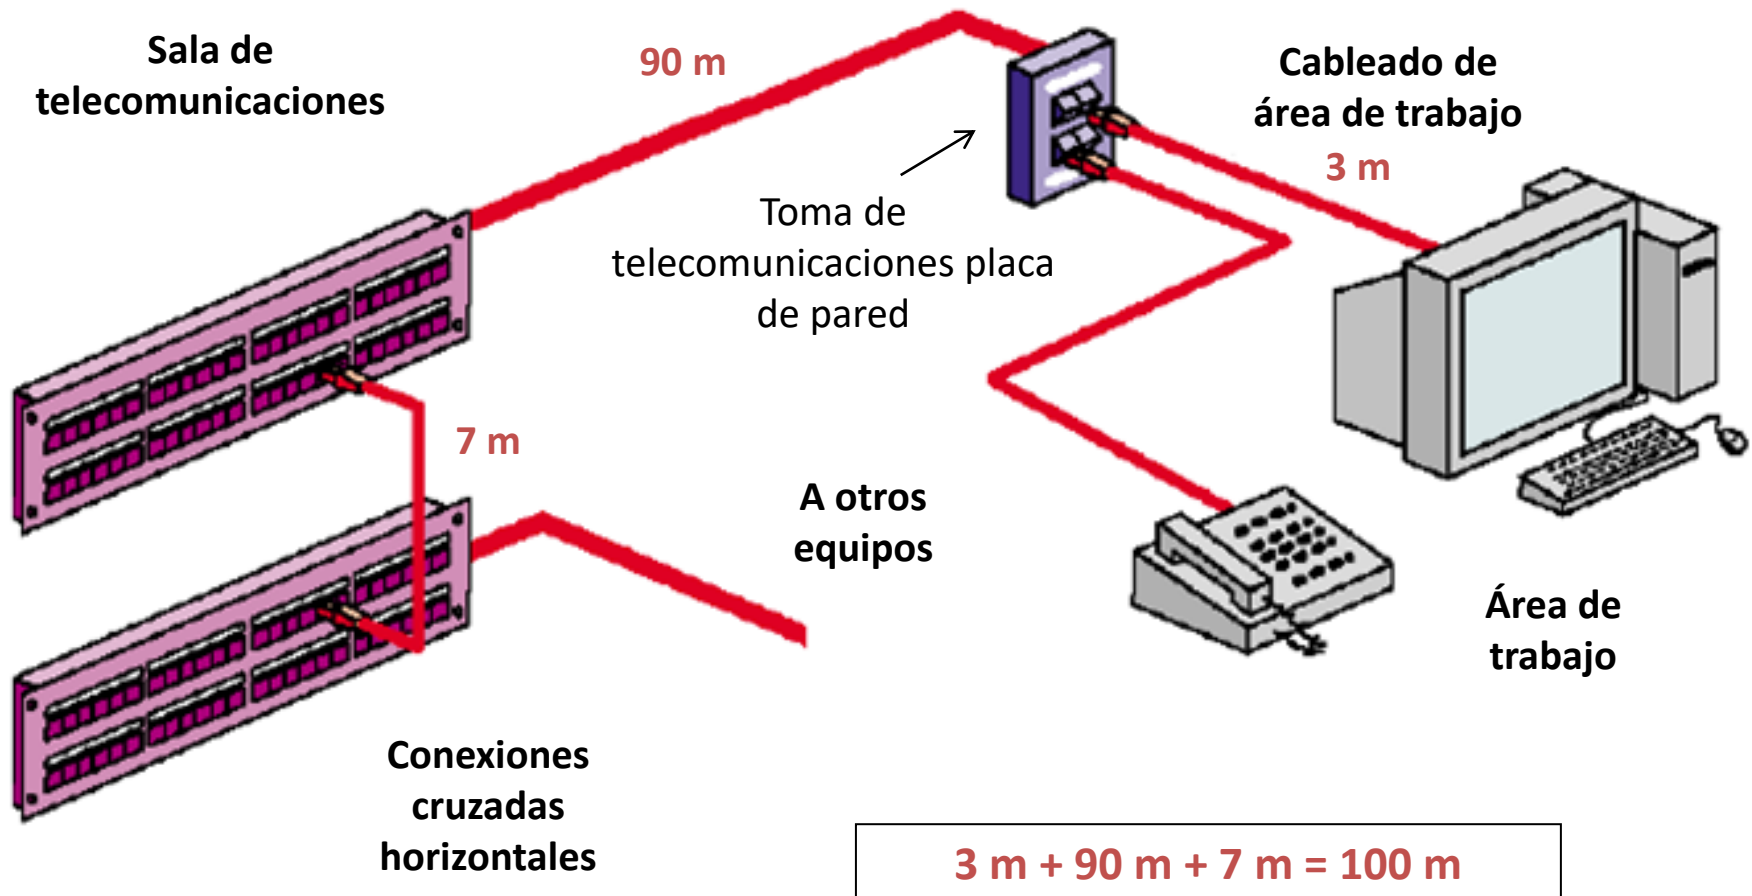 Sala de
telecomunicaciones
90 m
Cableado de
área de trabajo
3 m
Toma de
telecomunicaciones placa
de pared
7 m
A otros
equipos
Área de
trabajo
Conexiones
cruzadas
horizontales
3 m + 90 m + 7 m = 100 m